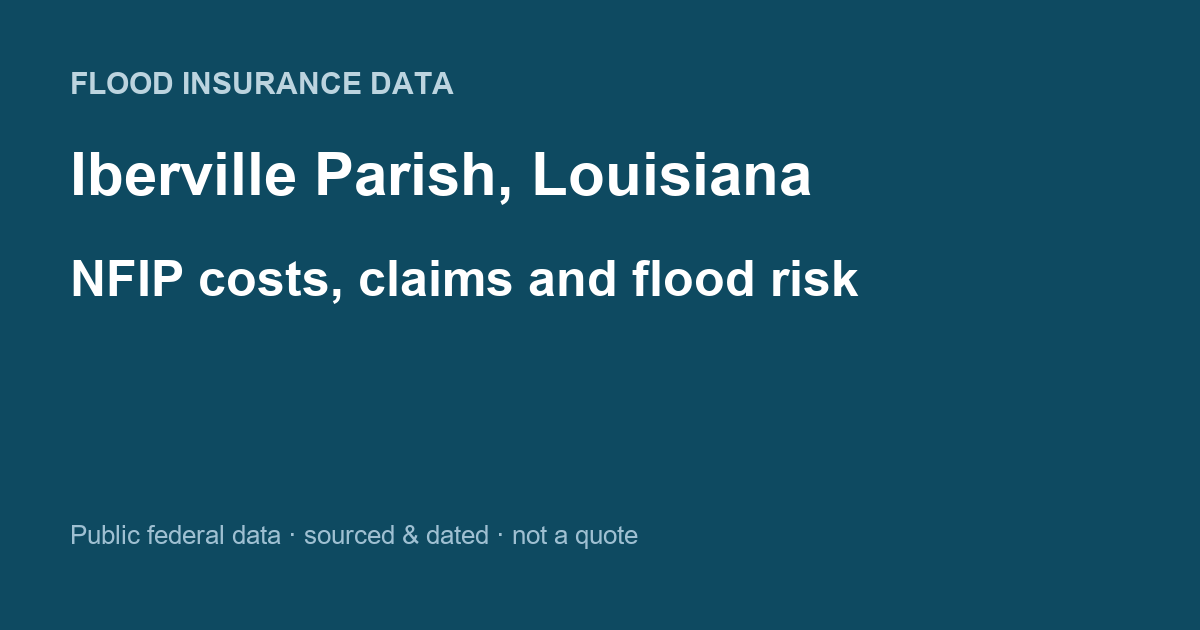 FLOOD INSURANCE DATA
Iberville Parish, Louisiana
NFIP costs, claims and flood risk
Public federal data · sourced & dated · not a quote